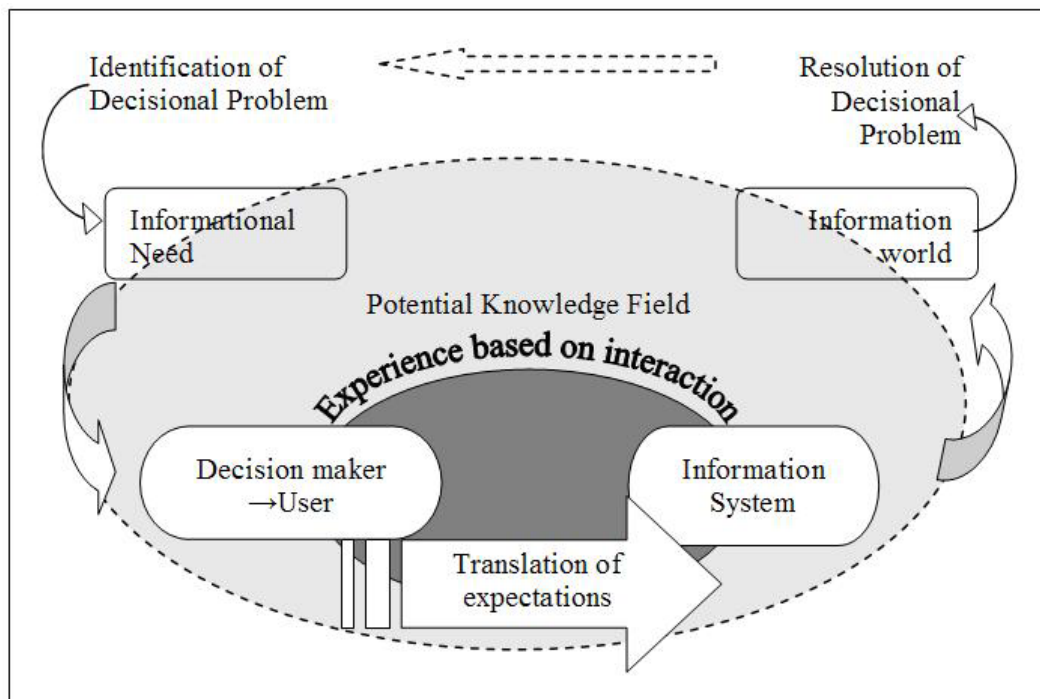 Identification of
Decisional Problem
Resolution of
Decisional
Problem
Informational
Need
Information
world
Potential Knowledge Field
Experience based on interaction
Decision maker
→User
Information
System
Translation of
expectations